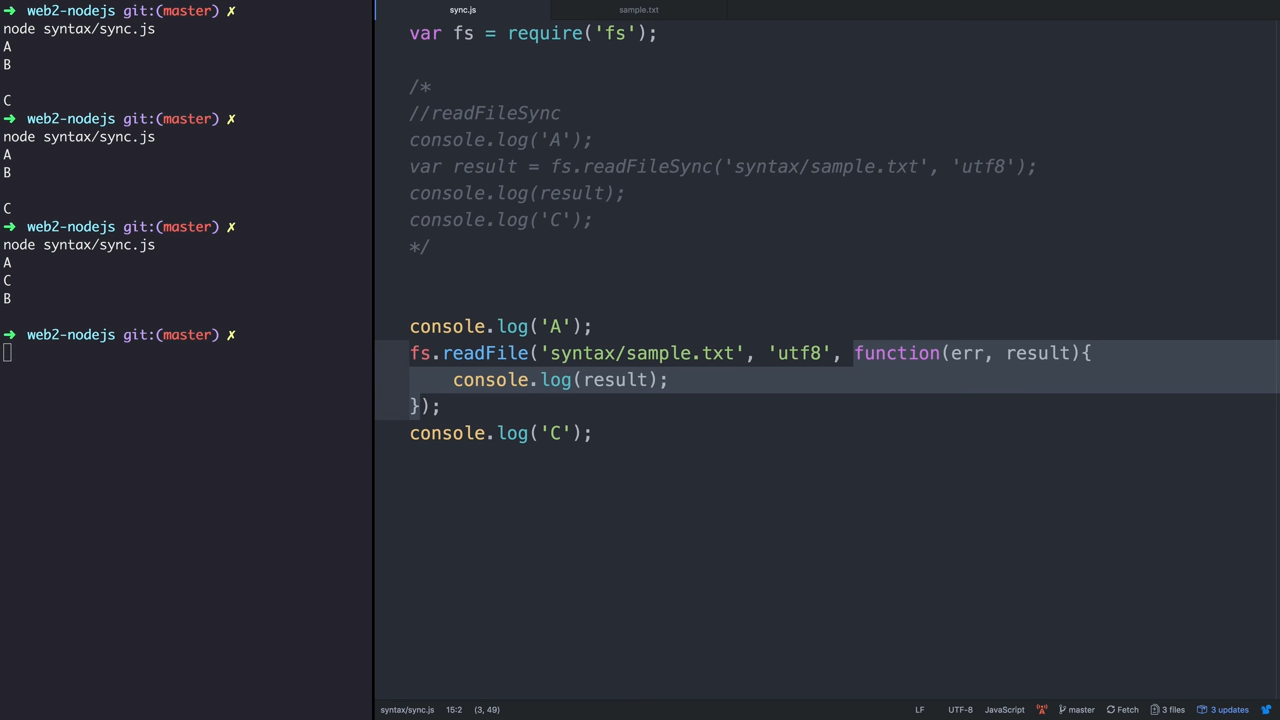 ➜ web2-nodejs git:(master) ✗
node syntax/sync.js
A
B
C
➜ web2-nodejs git:(master) ✗
node syntax/sync.js
A
B
C
➜ web2-nodejs git:(master) ✗
node syntax/sync.js
A
C
B
➜ web2-nodejs git:(master) ✗
sync.js sample.txt
var fs = require('fs');
/*
//readFileSync
console.log('A');
var result = fs.readFileSync('syntax/sample.txt', 'utf8');
console.log(result);
console.log('C');
*/
console.log('A');
fs.readFile('syntax/sample.txt', 'utf8', function(err, result){
    console.log(result);
});
console.log('C');
syntax/sync.js 15:2 (3, 49) LF UTF-8 JavaScript master Fetch 3 files 3 updates